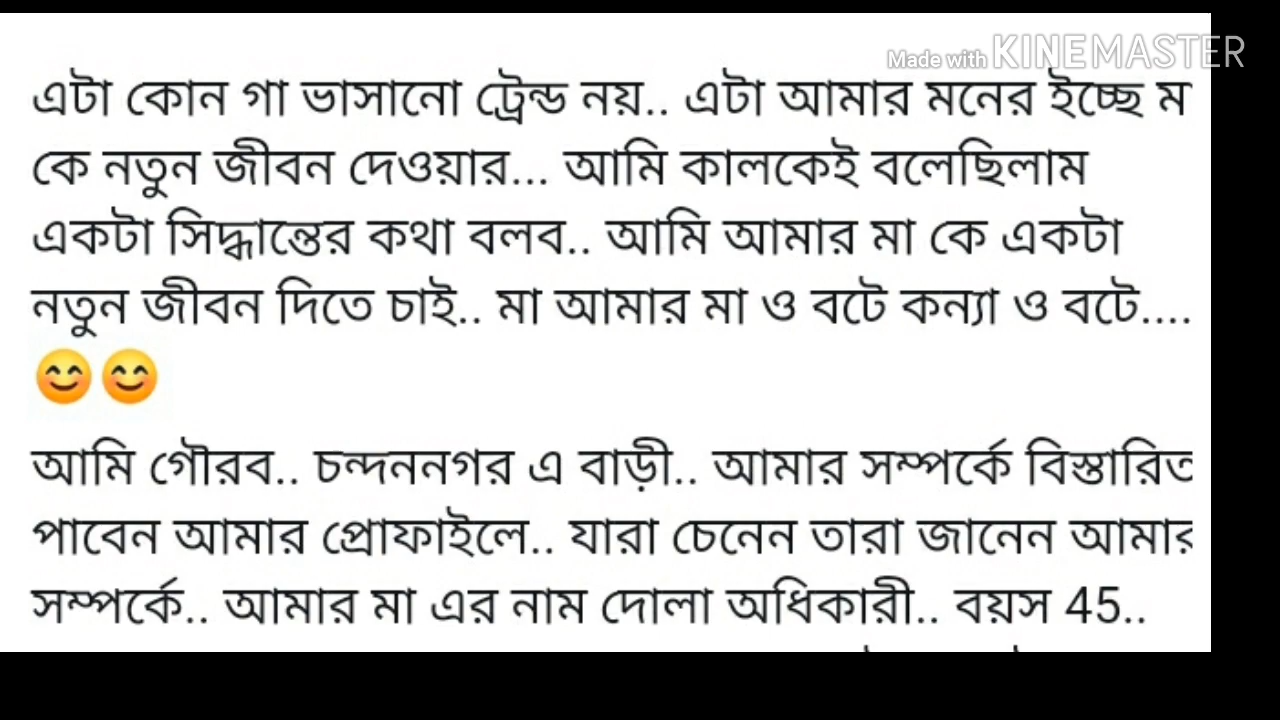 Made with KINEMASTER
এটা কোন গা ভাসানো ট্রেন্ড নয়.. এটা আমার মনের ইচ্ছে ম
কে নতুন জীবন দেওয়ার... আমি কালকেই বলেছিলাম
একটা সিদ্ধান্তের কথা বলব.. আমি আমার মা কে একটা
নতুন জীবন দিতে চাই.. মা আমার মা ও বটে কন্যা ও বটে....
😊😊
আমি গৌরব.. চন্দননগর এ বাড়ী.. আমার সম্পর্কে বিস্তারিত
পাবেন আমার প্রোফাইলে.. যারা চেনেন তারা জানেন আমার
সম্পর্কে.. আমার মা এর নাম দোলা অধিকারী.. বয়স 45..